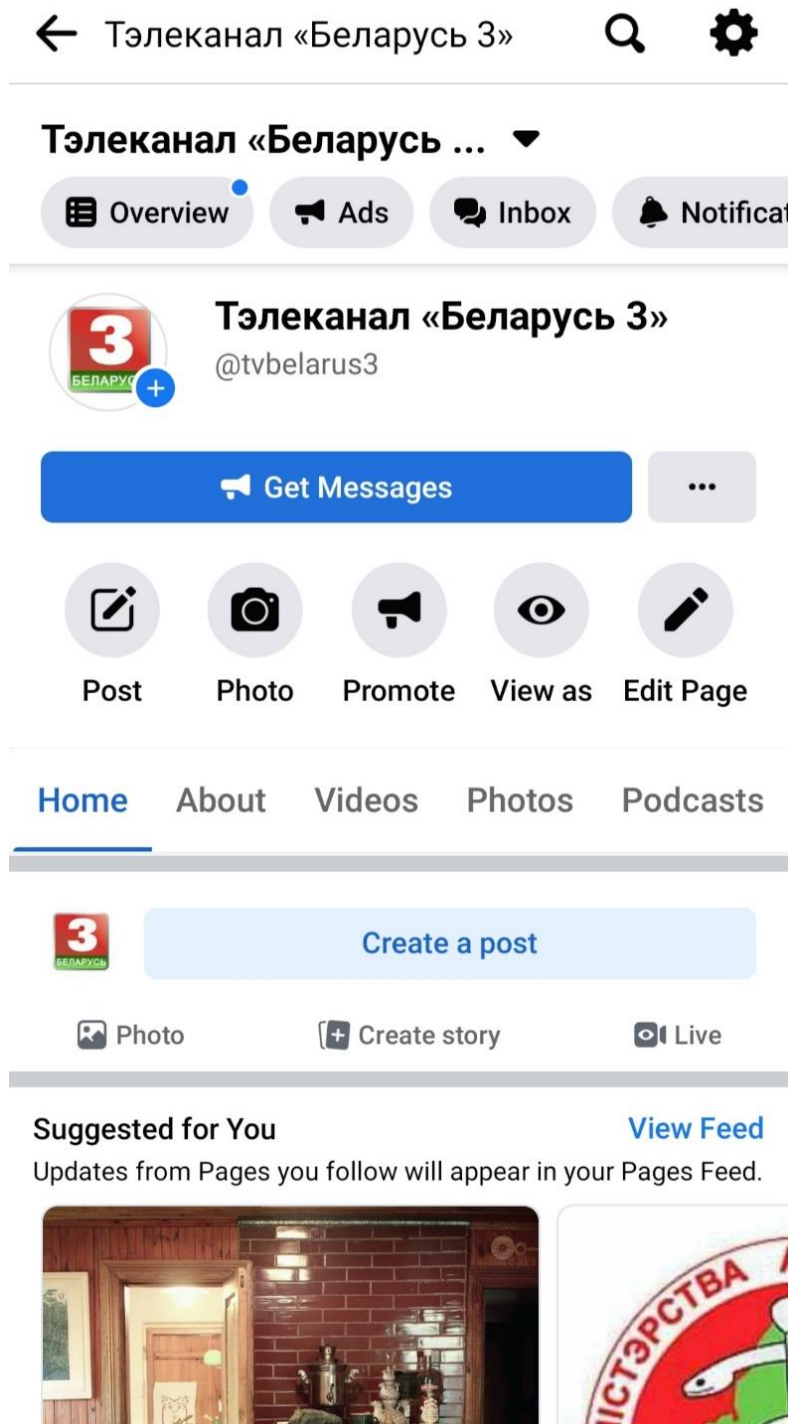 Тэлеканал «Беларусь 3»
Тэлеканал «Беларусь ...
Overview Ads Inbox Notificat
Тэлеканал «Беларусь 3»
@tvbelarus3
3
БЕЛАРУС
Get Messages
Post Photo Promote View as Edit Page
Home About Videos Photos Podcasts
3
БЕЛАРУСЬ
Create a post
Photo Create story Live
Suggested for You View Feed
Updates from Pages you follow will appear in your Pages Feed.
ІСТЭРСТВА